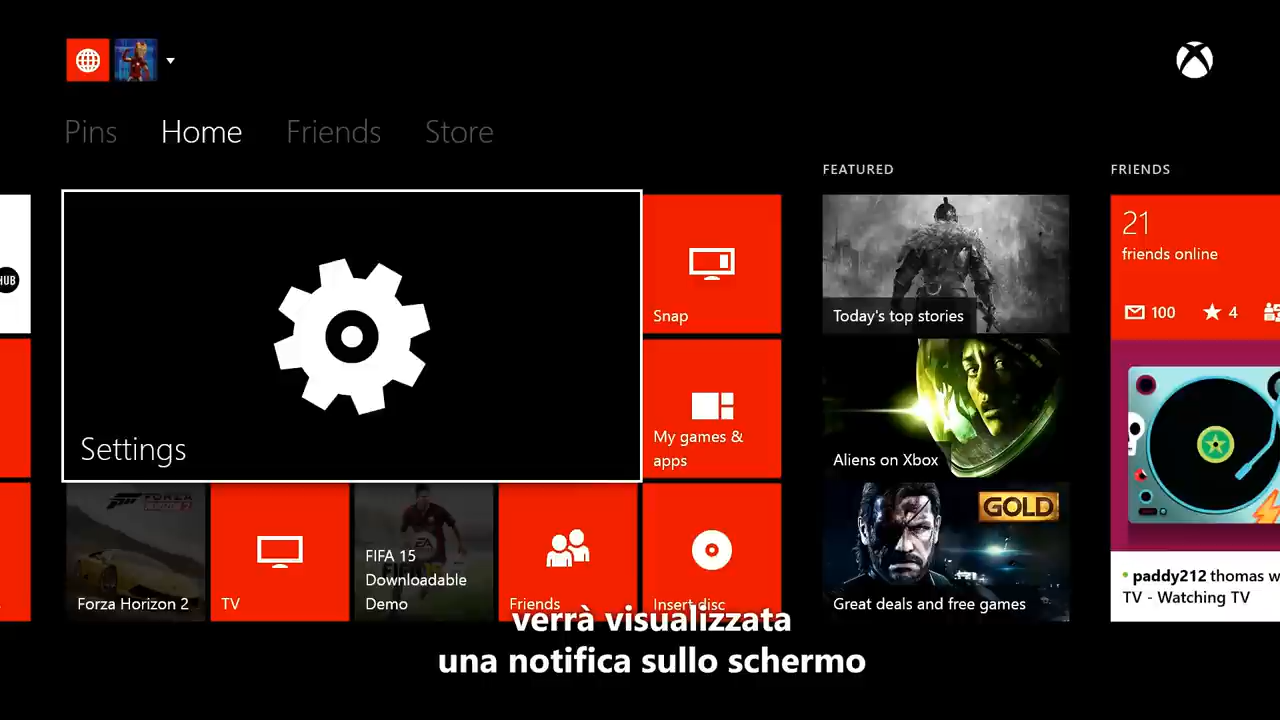 Pins Home Friends Store
FEATURED
FRIENDS
HUB
Settings
Snap
My games &
apps
Forza Horizon 2
TV
EA
FIFA 15
Downloadable
Demo
Friends
Insert disc
Today's top stories
Aliens on Xbox
GOLD
Great deals and free games
21
friends online
100 4
paddy212 thomas w
TV - Watching TV
verrà visualizzata
una notifica sullo schermo